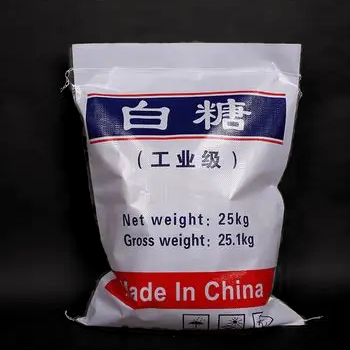 白糖
（工业级）
Net weight: 25kg
Gross weight: 25.1kg
Made In China